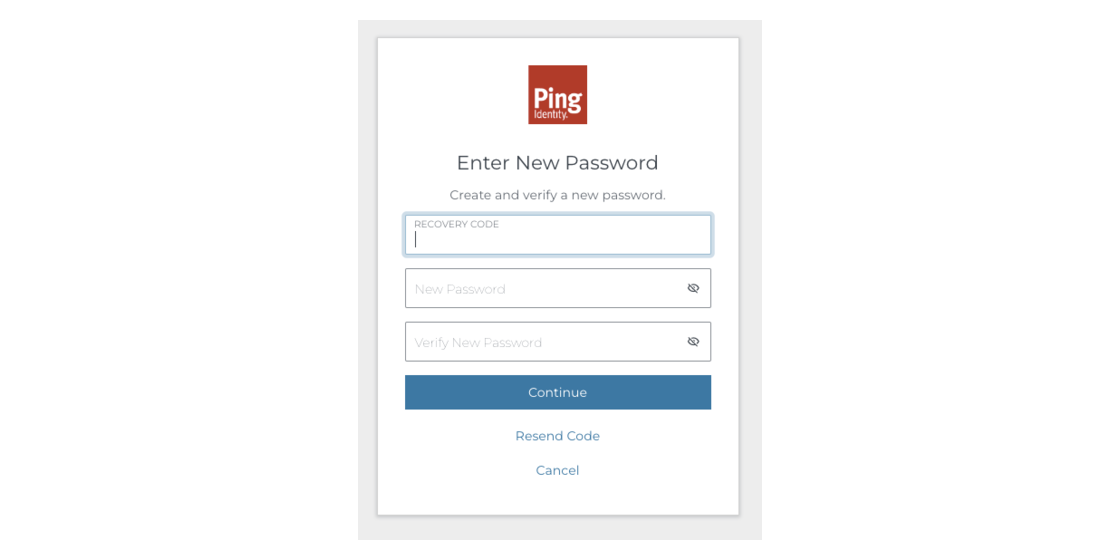 Ping
Identity.
Enter New Password
Create and verify a new password.
RECOVERY CODE
New Password
Verify New Password
Continue
Resend Code
Cancel